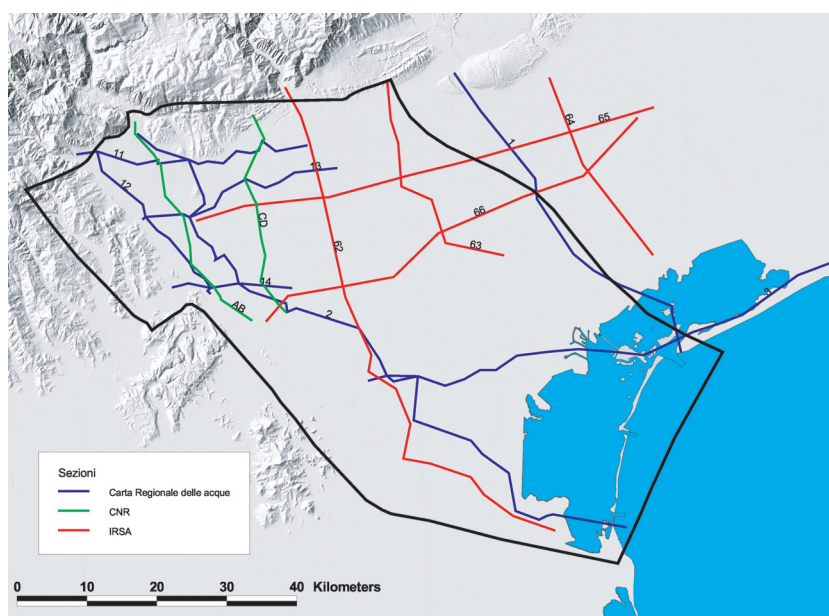 64
65
1
11
13
12
66
CD
62
63
14
3
AB
2
Sezioni
Carta Regionale delle acque
CNR
IRSA
0 10 20 30 40 Kilometers